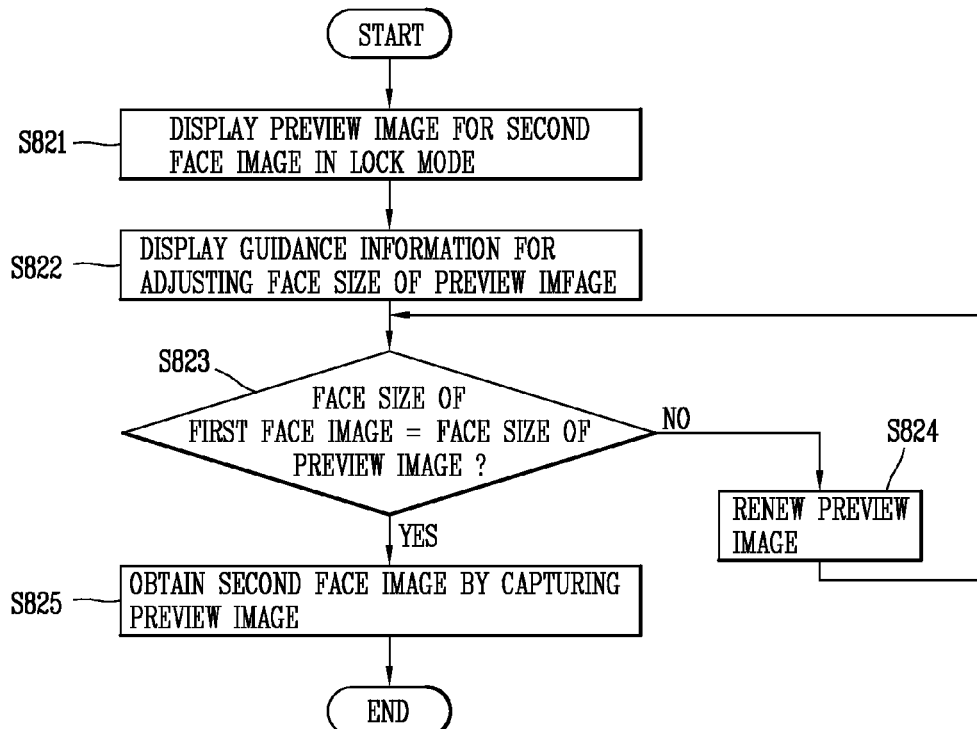 START
S821
DISPLAY PREVIEW IMAGE FOR SECOND
FACE IMAGE IN LOCK MODE
S822
DISPLAY GUIDANCE INFORMATION FOR
ADJUSTING FACE SIZE OF PREVIEW IMFAGE
S823
FACE SIZE OF
FIRST FACE IMAGE = FACE SIZE OF
PREVIEW IMAGE ?
NO
S824
RENEW PREVIEW
IMAGE
YES
S825
OBTAIN SECOND FACE IMAGE BY CAPTURING
PREVIEW IMAGE
END